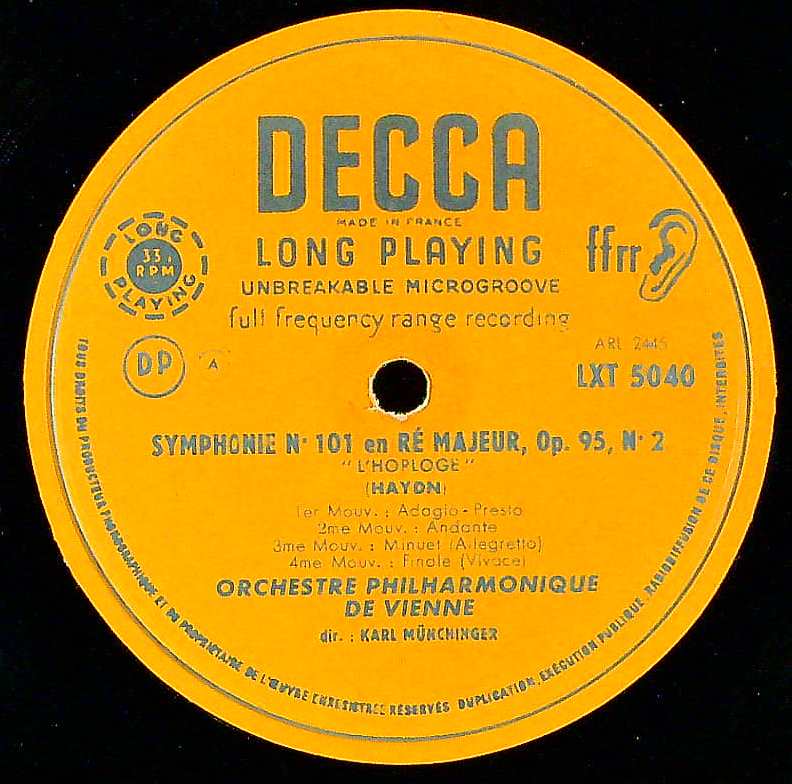 DECCA
MADE IN FRANCE
LONG PLAYING
UNBREAKABLE MICROGROOVE
full frequency range recording
LONG
33
RPM
PLAYING
ffrr
DP
A
ARL 2445
LXT 5040
SYMPHONIE N° 101 en RÉ MAJEUR, Op. 95, N° 2
"L'HORLOGE"
(HAYDN)
1er Mouv. : Adagio - Presto
2me Mouv. : Andante
3me Mouv. : Minuet (Allegretto)
4me Mouv. : Finale (Vivace)
ORCHESTRE PHILHARMONIQUE
DE VIENNE
dir. : KARL MÜNCHINGER
TOUS DROITS DU PRODUCTEUR PHONOGRAPHIQUE ET DU PROPRIÉTAIRE DE L'ŒUVRE ENREGISTRÉE RÉSERVÉS DUPLICATION, EXÉCUTION PUBLIQUE, RADIODIFFUSION DE CE DISQUE, INTERDITES